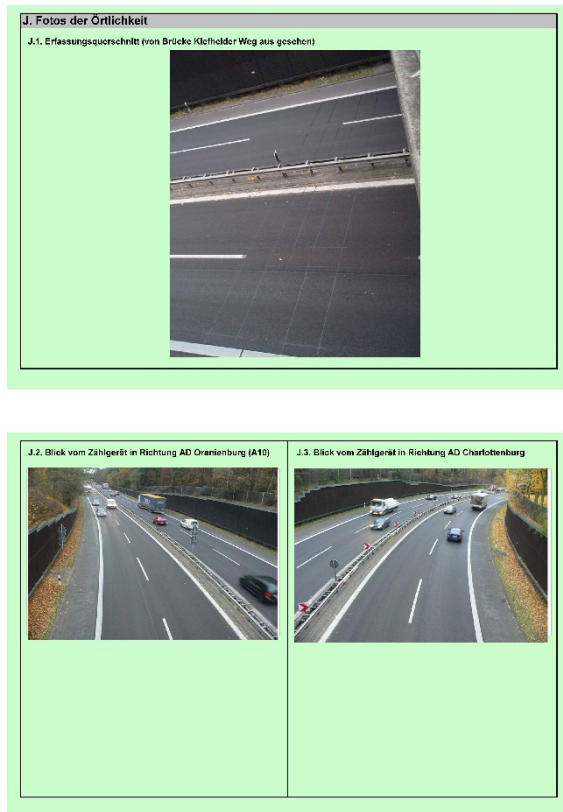 J. Fotos der Örtlichkeit
J.1. Erfassungsquerschnitt (von Brücke Kiefheider Weg aus gesehen)
J.2. Blick vom Zählgerät in Richtung AD Oranienburg (A10)
J.3. Blick vom Zählgerät in Richtung AD Charlottenburg